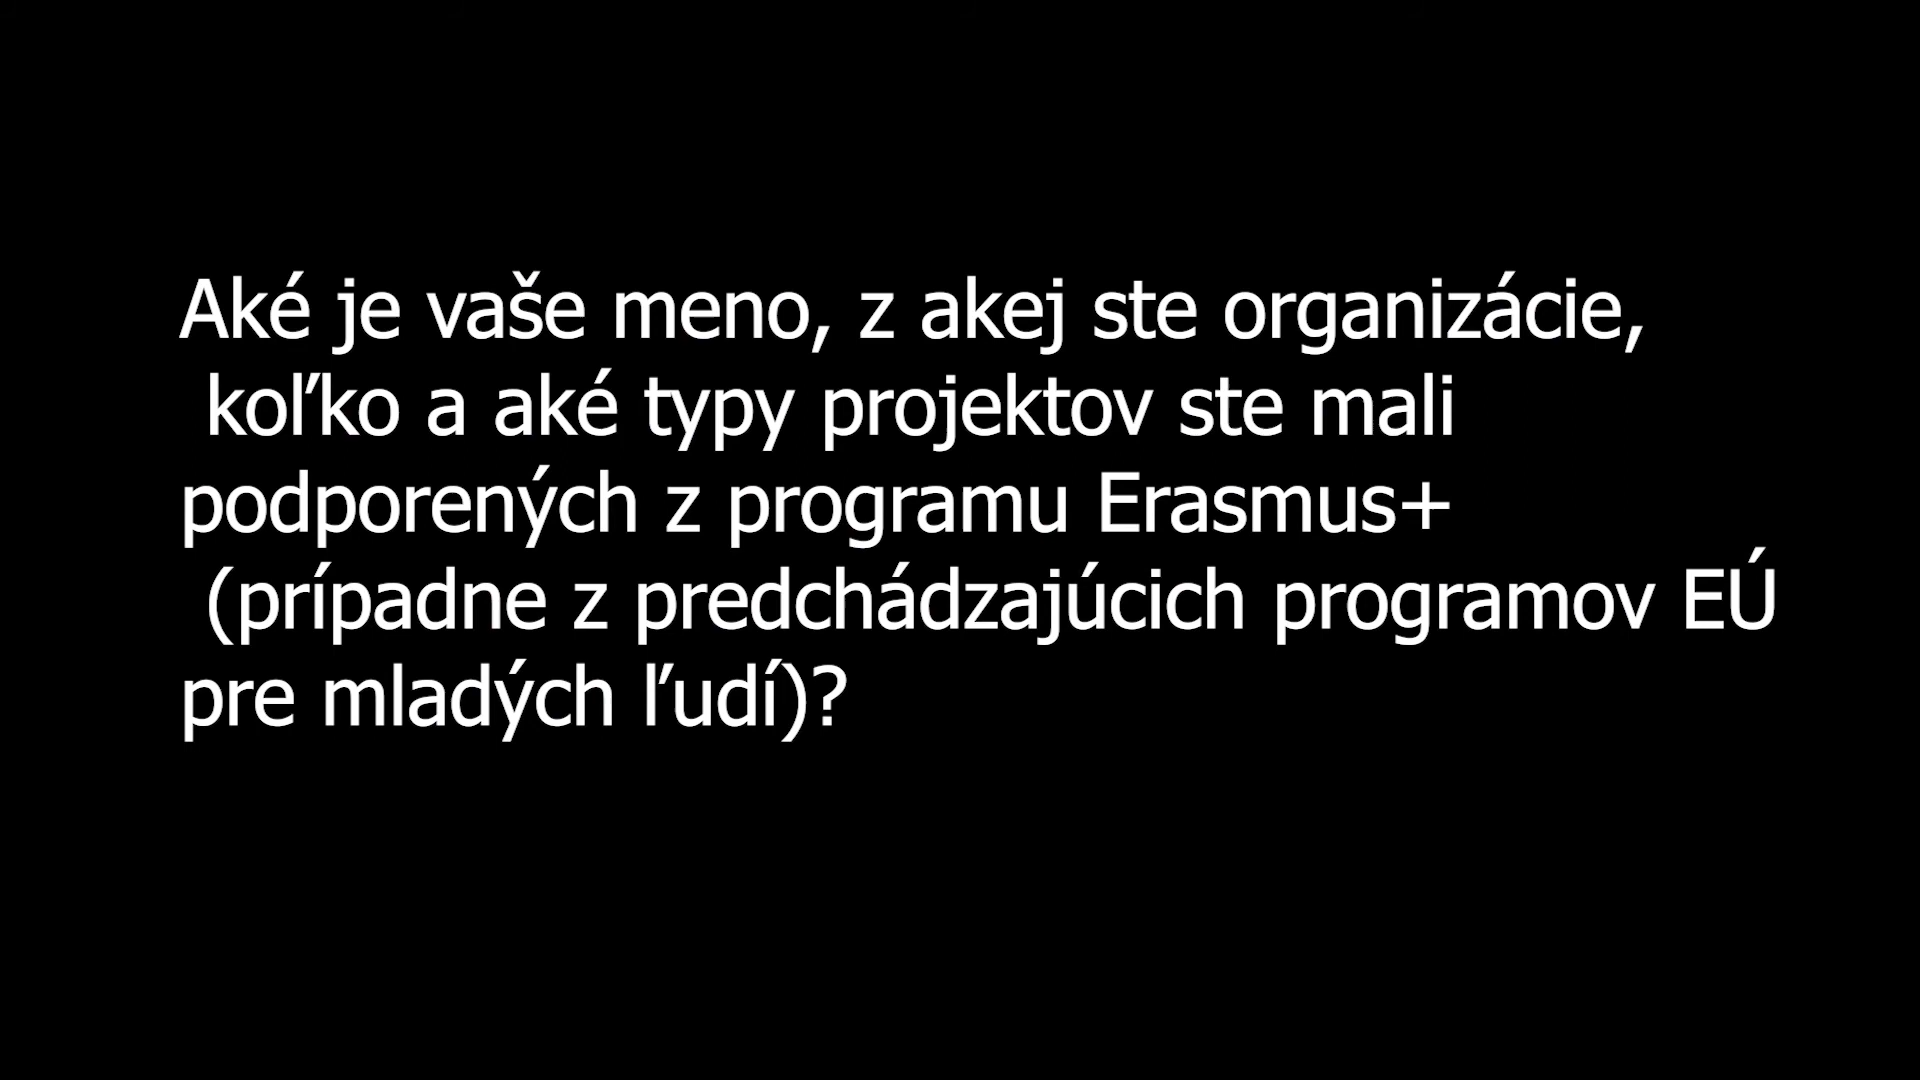 Aké je vaše meno, z akej ste organizácie,
koľko a aké typy projektov ste mali
podporených z programu Erasmus+
(prípadne z predchádzajúcich programov EÚ
pre mladých ľudí)?